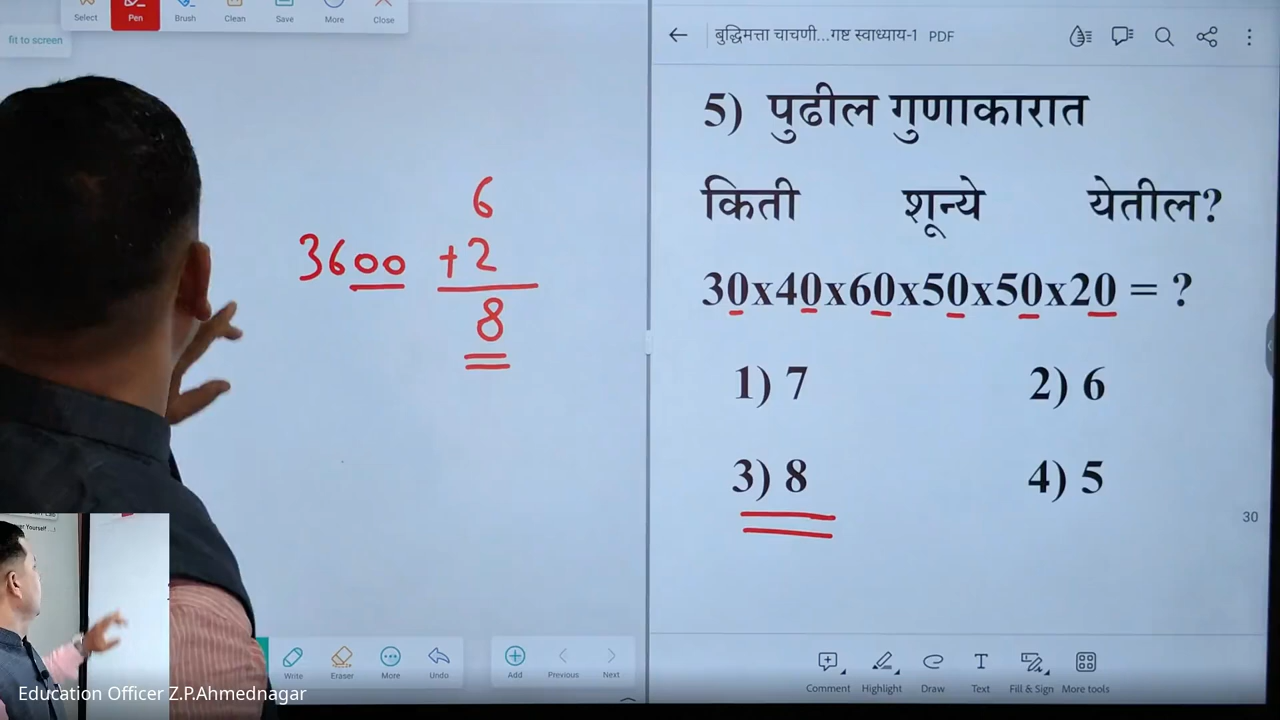 Select Pen Brush Clean Save More Close
fit to screen
6
3600 +2
8
Write Eraser More Undo Add Previous Next
बुद्धिमत्ता चाचणी...गष्ट स्वाध्याय-1 PDF
5) पुढील गुणाकारात
किती शून्ये येतील?
30x40x60x50x50x20 = ?
1) 7 2) 6
3) 8 4) 5
30
Comment Highlight Draw Text Fill & Sign More tools
er Yourself ...!
Education Officer Z.P.Ahmednagar